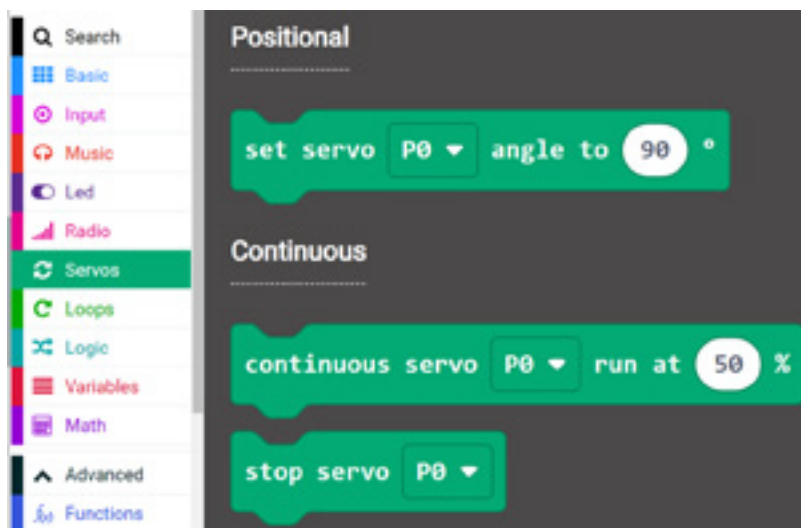 Search
Basic
Input
Music
Led
Radio
Servos
Loops
Logic
Variables
Math
Advanced
Functions
Positional
set servo P0 angle to 90 °
Continuous
continuous servo P0 run at 50 %
stop servo P0